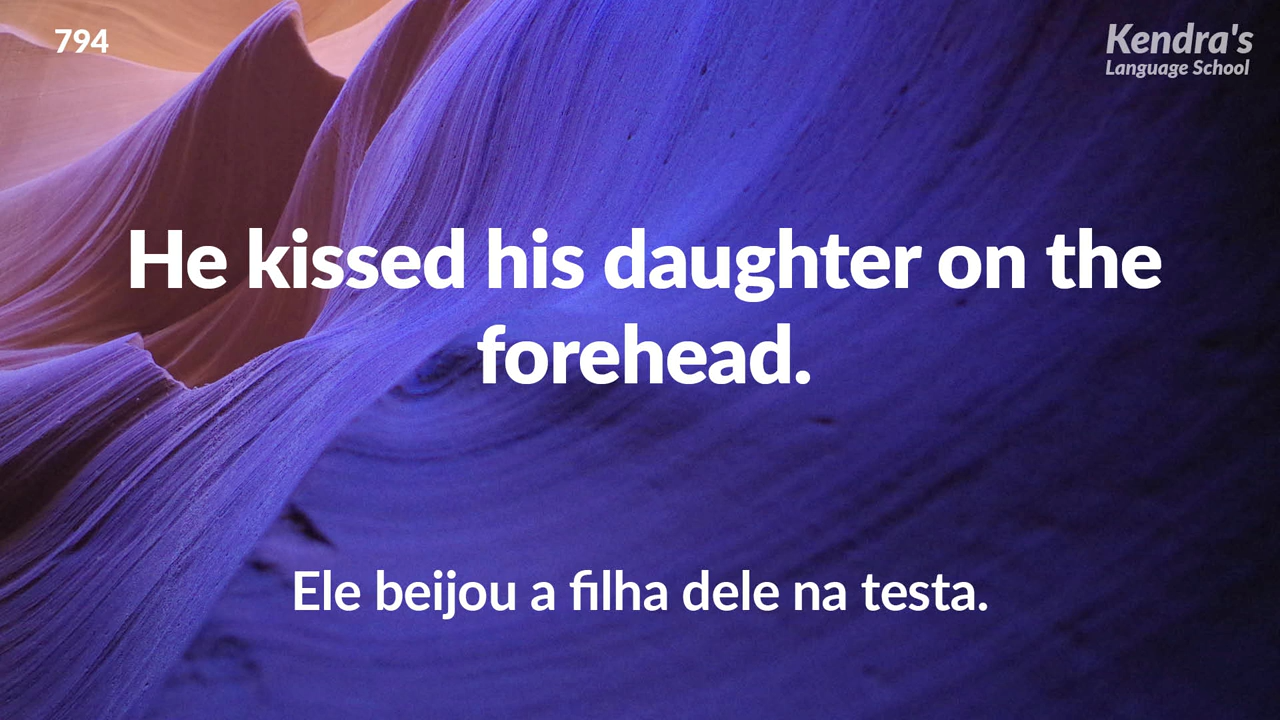 794
Kendra's
Language School
He kissed his daughter on the
forehead.
Ele beijou a filha dele na testa.